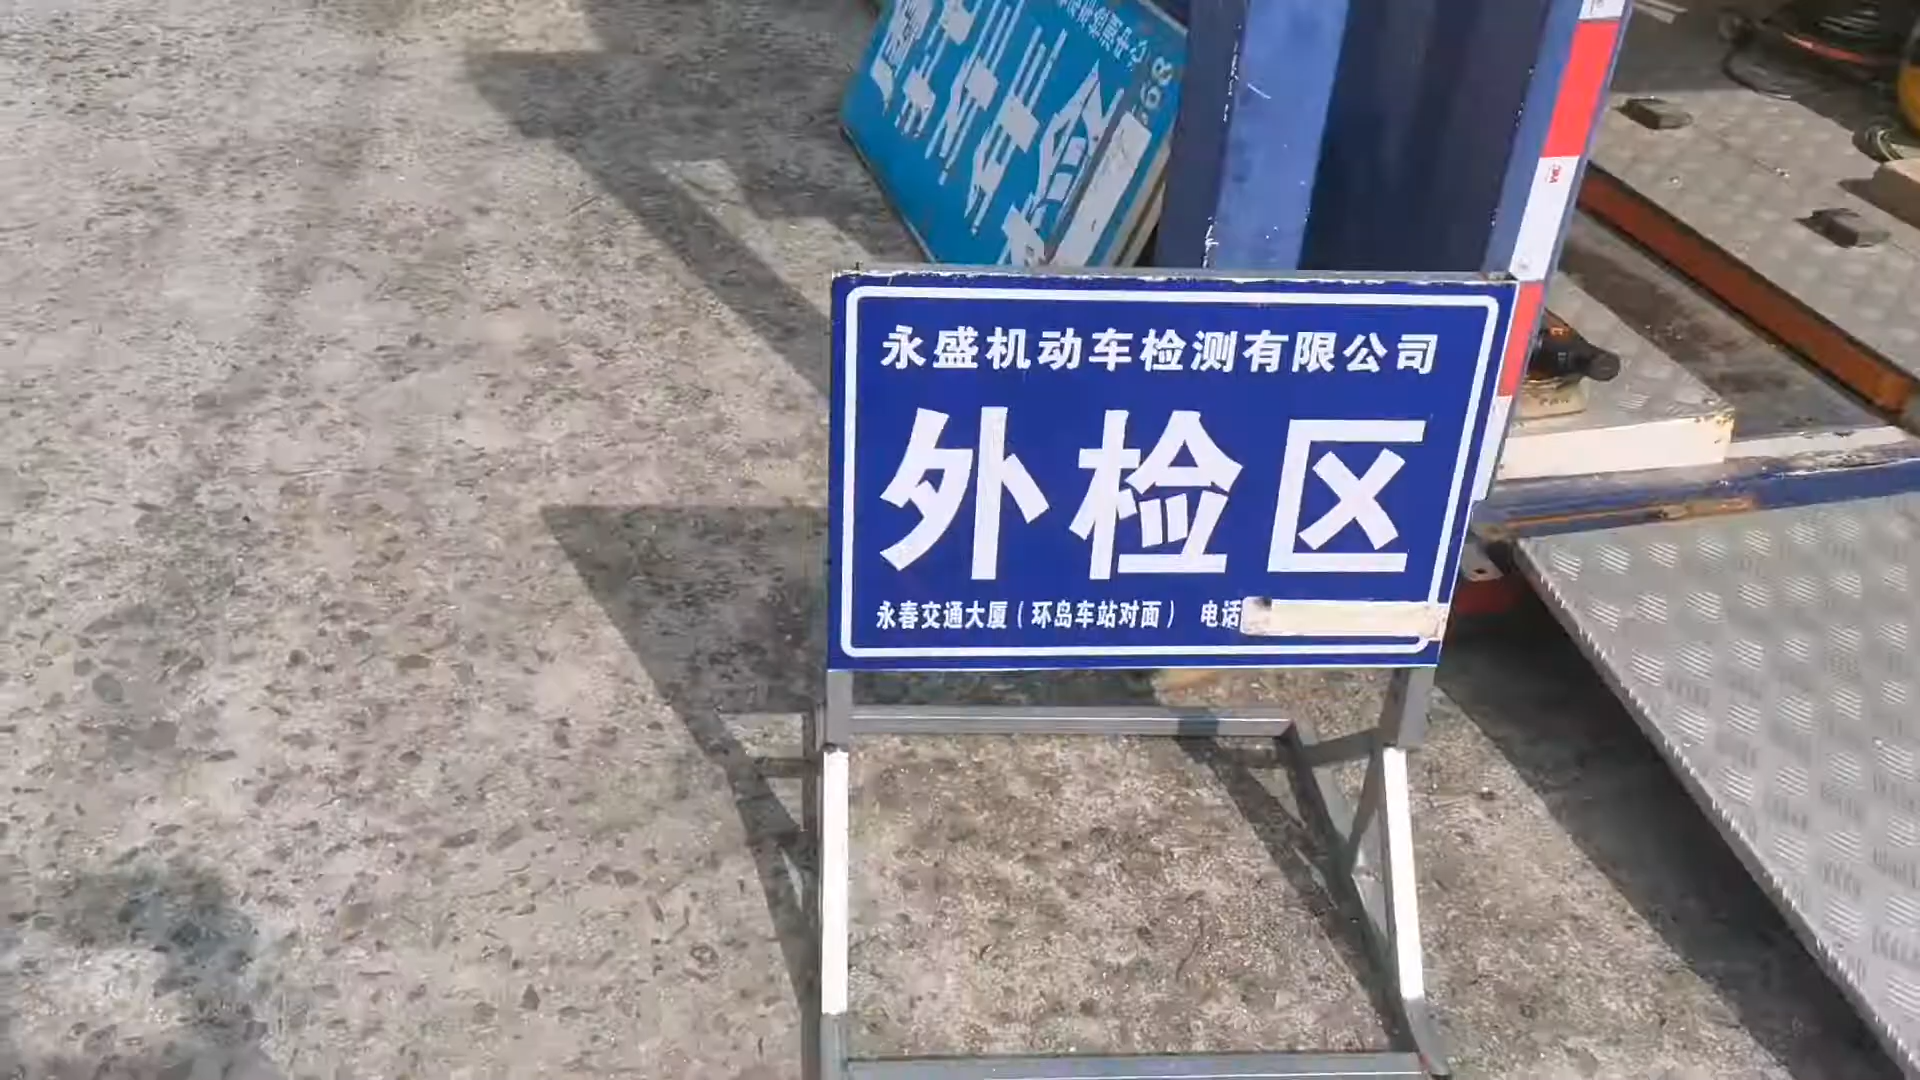 永盛机动车检测有限公司
外检区
永春交通大厦(环岛车站对面) 电话